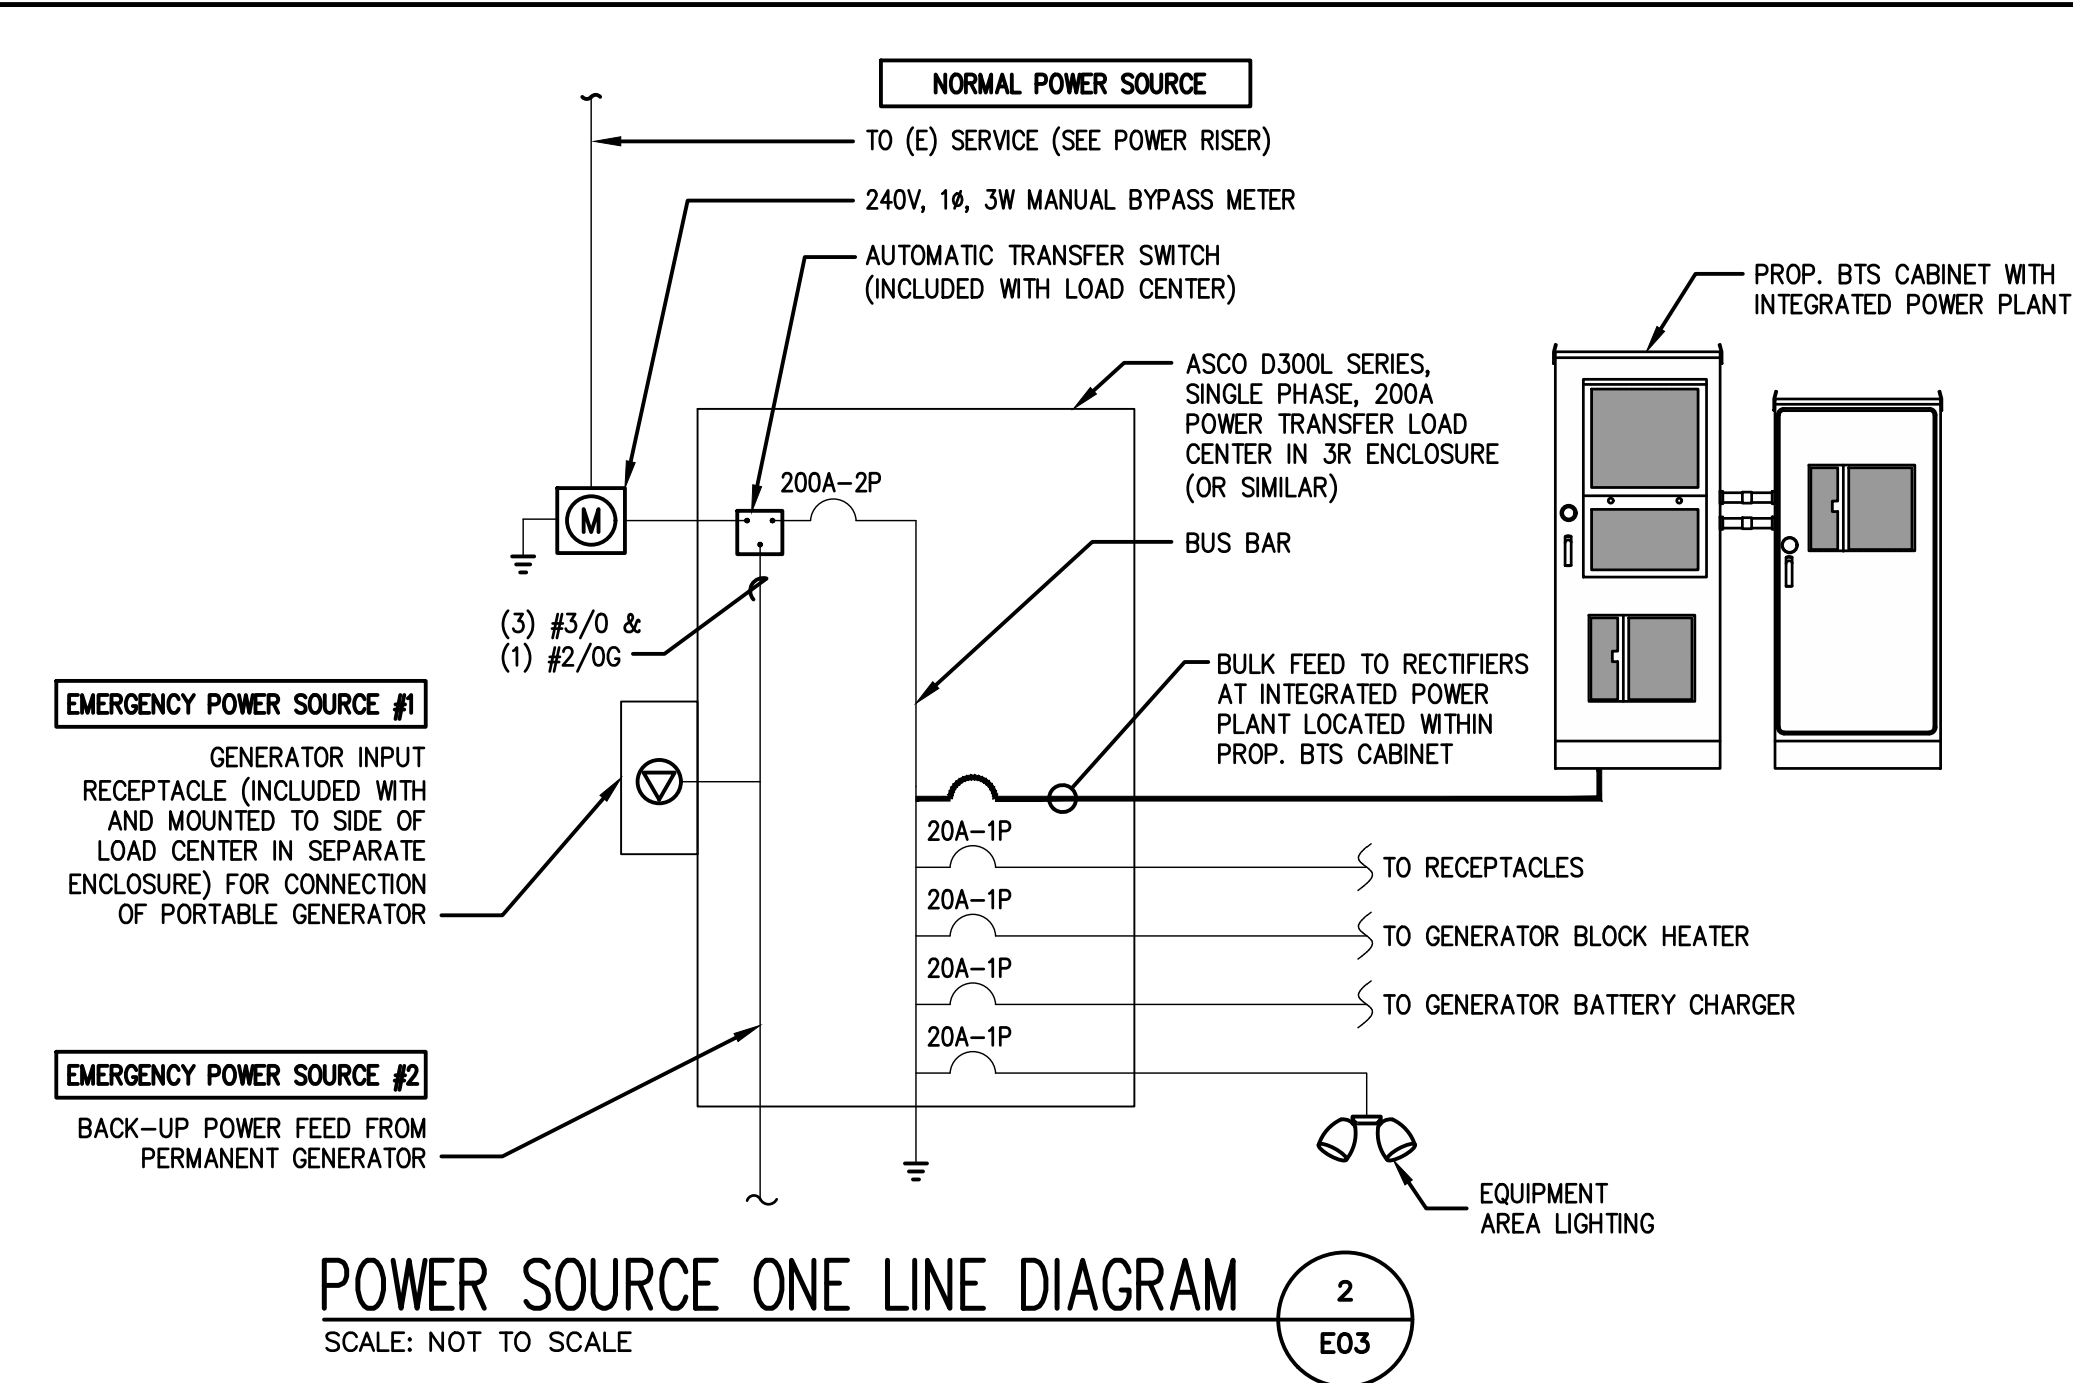 NORMAL POWER SOURCE
TO (E) SERVICE (SEE POWER RISER)
240V, 1ø, 3W MANUAL BYPASS METER
AUTOMATIC TRANSFER SWITCH
(INCLUDED WITH LOAD CENTER)
PROP. BTS CABINET WITH
INTEGRATED POWER PLANT
ASCO D300L SERIES,
SINGLE PHASE, 200A
POWER TRANSFER LOAD
CENTER IN 3R ENCLOSURE
(OR SIMILAR)
200A-2P
M
BUS BAR
(3) #3/0 &
(1) #2/0G
BULK FEED TO RECTIFIERS
AT INTEGRATED POWER
PLANT LOCATED WITHIN
PROP. BTS CABINET
EMERGENCY POWER SOURCE #1
GENERATOR INPUT
RECEPTACLE (INCLUDED WITH
AND MOUNTED TO SIDE OF
LOAD CENTER IN SEPARATE
ENCLOSURE) FOR CONNECTION
OF PORTABLE GENERATOR
20A-1P
TO RECEPTACLES
20A-1P
TO GENERATOR BLOCK HEATER
20A-1P
TO GENERATOR BATTERY CHARGER
20A-1P
EMERGENCY POWER SOURCE #2
BACK-UP POWER FEED FROM
PERMANENT GENERATOR
EQUIPMENT
AREA LIGHTING
POWER SOURCE ONE LINE DIAGRAM
SCALE: NOT TO SCALE
2
E03